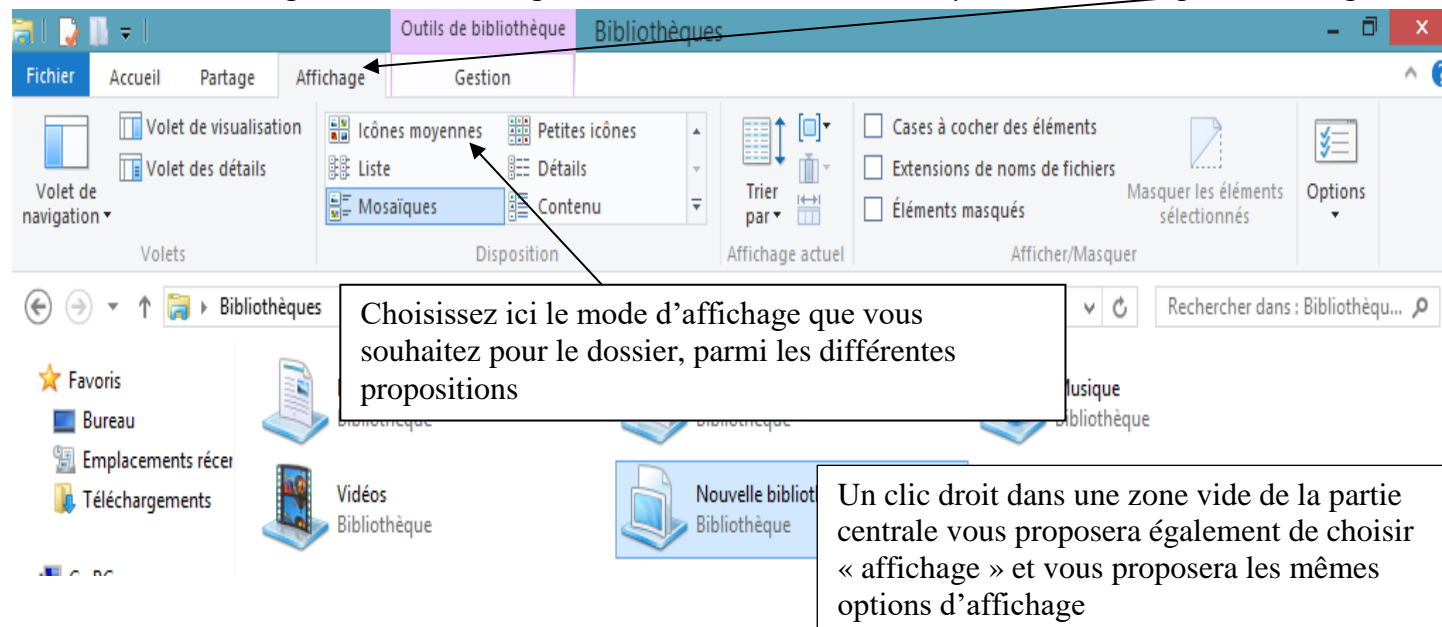 Outils de bibliothèque Bibliothèques
Fichier Accueil Partage Affichage Gestion
Volet de navigation
Volet de visualisation
Volet des détails
Volets
Icônes moyennes Petites icônes
Liste Détails
Mosaïques Contenu
Disposition
Trier
par
Affichage actuel
Cases à cocher des éléments
Extensions de noms de fichiers
Éléments masqués
Masquer les éléments
sélectionnés
Afficher/Masquer
Options
Bibliothèques
Rechercher dans : Bibliothèqu...
Choisissez ici le mode d’affichage que vous
souhaitez pour le dossier, parmi les différentes
propositions
Favoris
Bureau
Emplacements récer
Téléchargements
Musique
Bibliothèque
Vidéos
Bibliothèque
Nouvelle bibliot
Bibliothèque
Un clic droit dans une zone vide de la partie
centrale vous proposera également de choisir
« affichage » et vous proposera les mêmes
options d’affichage